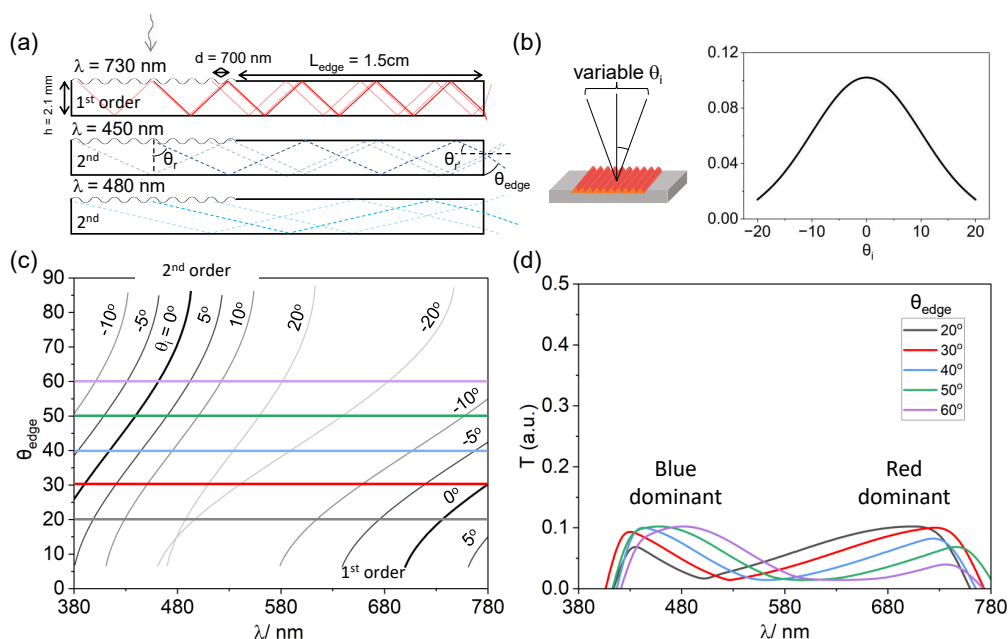 (a)
d = 700 nm
L_edge = 1.5cm
λ = 730 nm
h = 2.1 mm
1st order
λ = 450 nm
2nd
θr
θr
θedge
λ = 480 nm
2nd
(b)
variable θi
0.12
0.08
0.04
0.00
−20 −10 0 10 20
θi
(c)
2nd order
90
80
70
60
50
40
30
20
10
0
θedge
-10° -5° θi = 0° 5° 10° 20° -20°
-10°
-5°
0°
5°
1st order
380 480 580 680 780
λ/ nm
(d)
0.5
0.4
0.3
0.2
0.1
0.0
T (a.u.)
θedge
20°
30°
40°
50°
60°
Blue
dominant
Red
dominant
380 480 580 680 780
λ/ nm